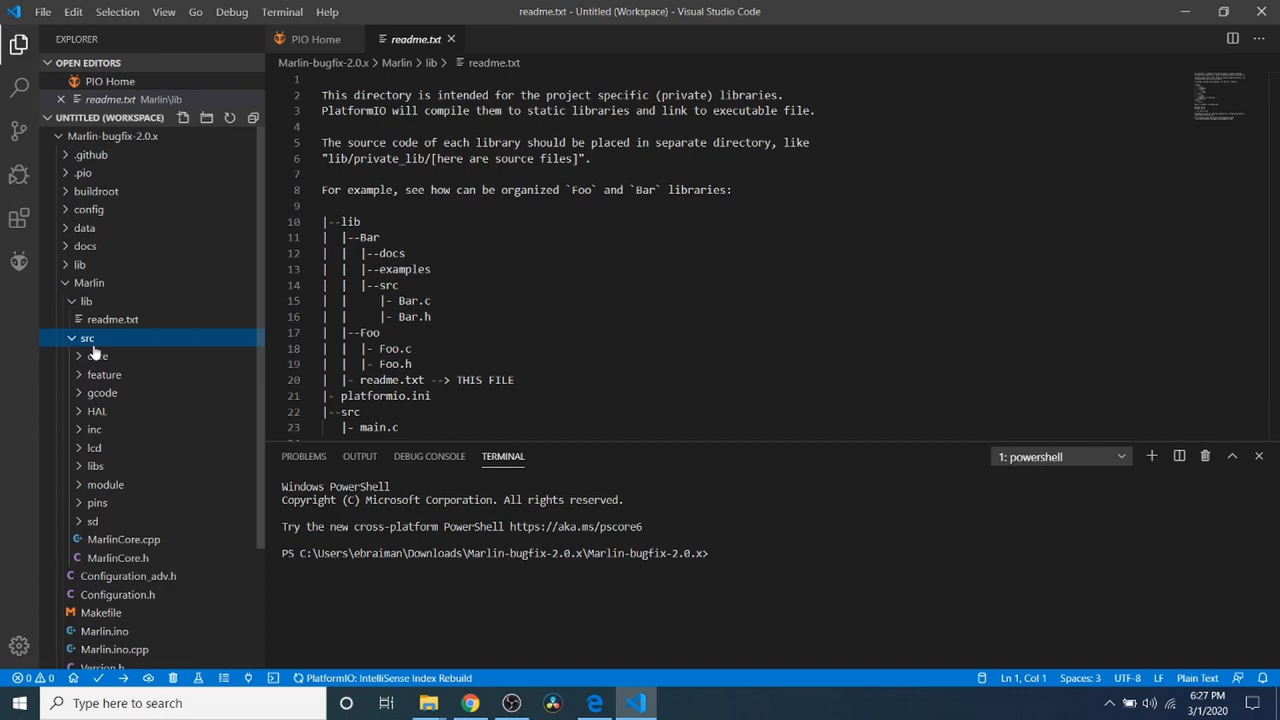 File Edit Selection View Go Debug Terminal Help
readme.txt - Untitled (Workspace) - Visual Studio Code
EXPLORER
OPEN EDITORS
PIO Home
readme.txt Marlin\lib
UNTITLED (WORKSPACE)
Marlin-bugfix-2.0.x
.github
.pio
buildroot
config
data
docs
lib
Marlin
lib
readme.txt
src
feature
gcode
HAL
inc
lcd
libs
module
pins
sd
MarlinCore.cpp
MarlinCore.h
Configuration_adv.h
Configuration.h
Makefile
Marlin.ino
Marlin.ino.cpp
Version.h
PIO Home
readme.txt
Marlin-bugfix-2.0.x > Marlin > lib > readme.txt
1
2 This directory is intended for the project specific (private) libraries.
3 PlatformIO will compile them to static libraries and link to executable file.
4
5 The source code of each library should be placed in separate directory, like
6 "lib/private_lib/[here are source files]".
7
8 For example, see how can be organized `Foo` and `Bar` libraries:
9
10 |--lib
11 | |--Bar
12 | | |--docs
13 | | |--examples
14 | | |--src
15 | | |- Bar.c
16 | | |- Bar.h
17 | |--Foo
18 | | |- Foo.c
19 | | |- Foo.h
20 | |- readme.txt --> THIS FILE
21 |- platformio.ini
22 |--src
23 |- main.c
PROBLEMS OUTPUT DEBUG CONSOLE TERMINAL
1: powershell
Windows PowerShell
Copyright (C) Microsoft Corporation. All rights reserved.
Try the new cross-platform PowerShell https://aka.ms/pscore6
PS C:\Users\ebraiman\Downloads\Marlin-bugfix-2.0.x\Marlin-bugfix-2.0.x>
0 0 PlatformIO: IntelliSense Index Rebuild
Ln 1, Col 1 Spaces: 3 UTF-8 LF Plain Text
Type here to search
6:27 PM
3/1/2020